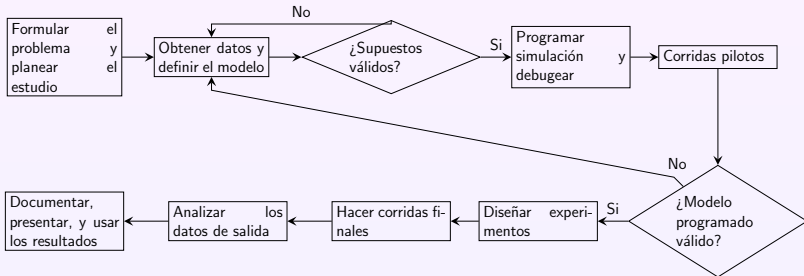 No
Formular el
problema y
planear el
estudio
Obtener datos y
definir el modelo
¿Supuestos
válidos?
Si
Programar
simulación y
debugear
Corridas pilotos
No
Documentar,
presentar, y usar
los resultados
Analizar los
datos de salida
Hacer corridas fi-
nales
Diseñar experi-
mentos
Si
¿Modelo
programado
válido?